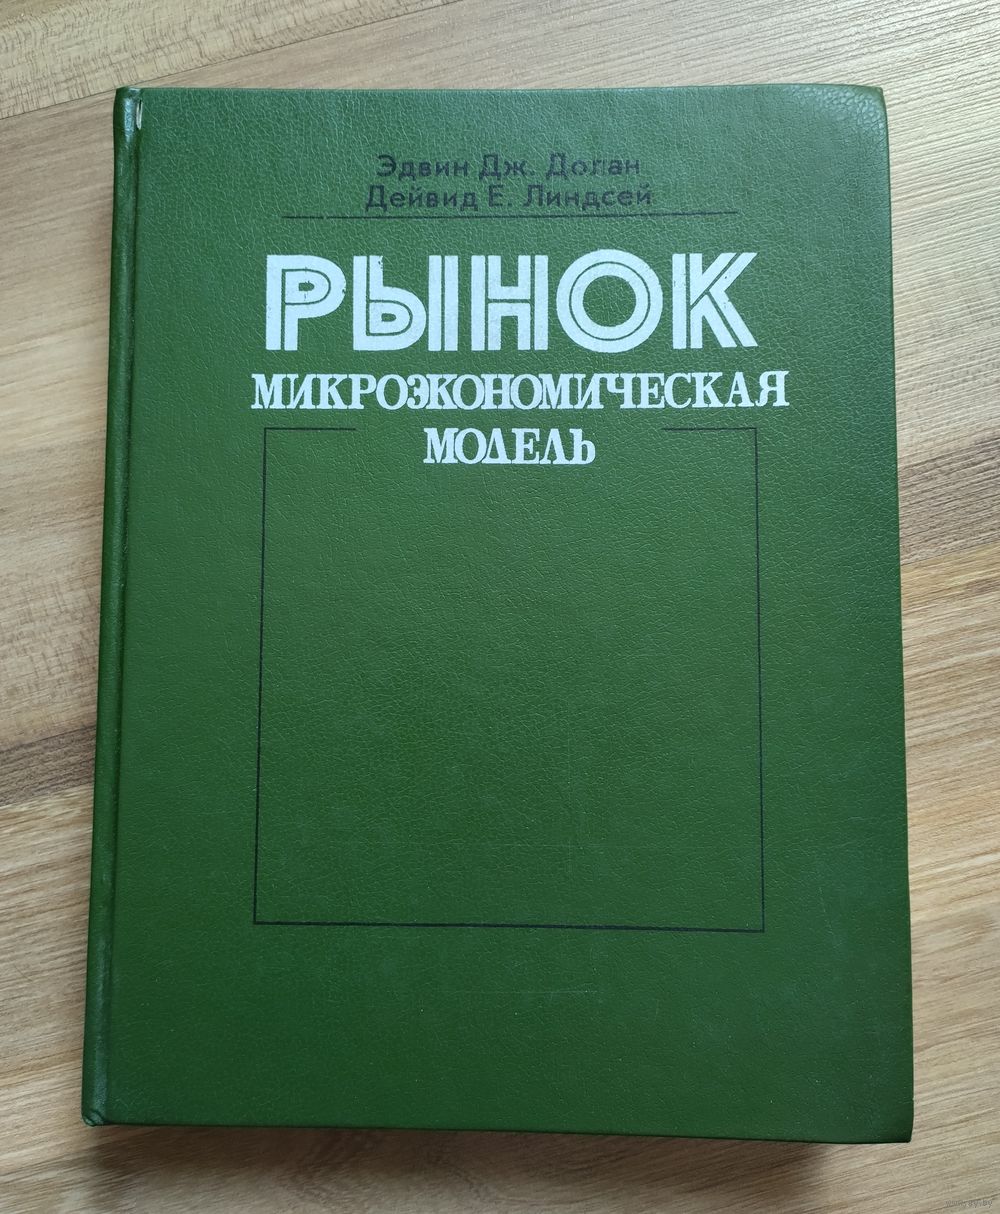 Эдвин Дж. Долан
Дейвид Е. Линдсей
РЫНОК
МИКРОЭКОНОМИЧЕСКАЯ
МОДЕЛЬ